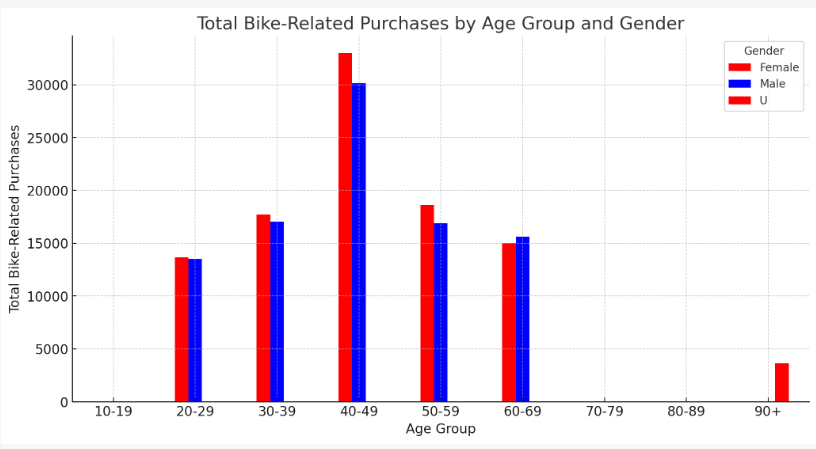 Total Bike-Related Purchases by Age Group and Gender
Gender
Female
Male
U
Total Bike-Related Purchases
30000
25000
20000
15000
10000
5000
0
10-19 20-29 30-39 40-49 50-59 60-69 70-79 80-89 90+
Age Group